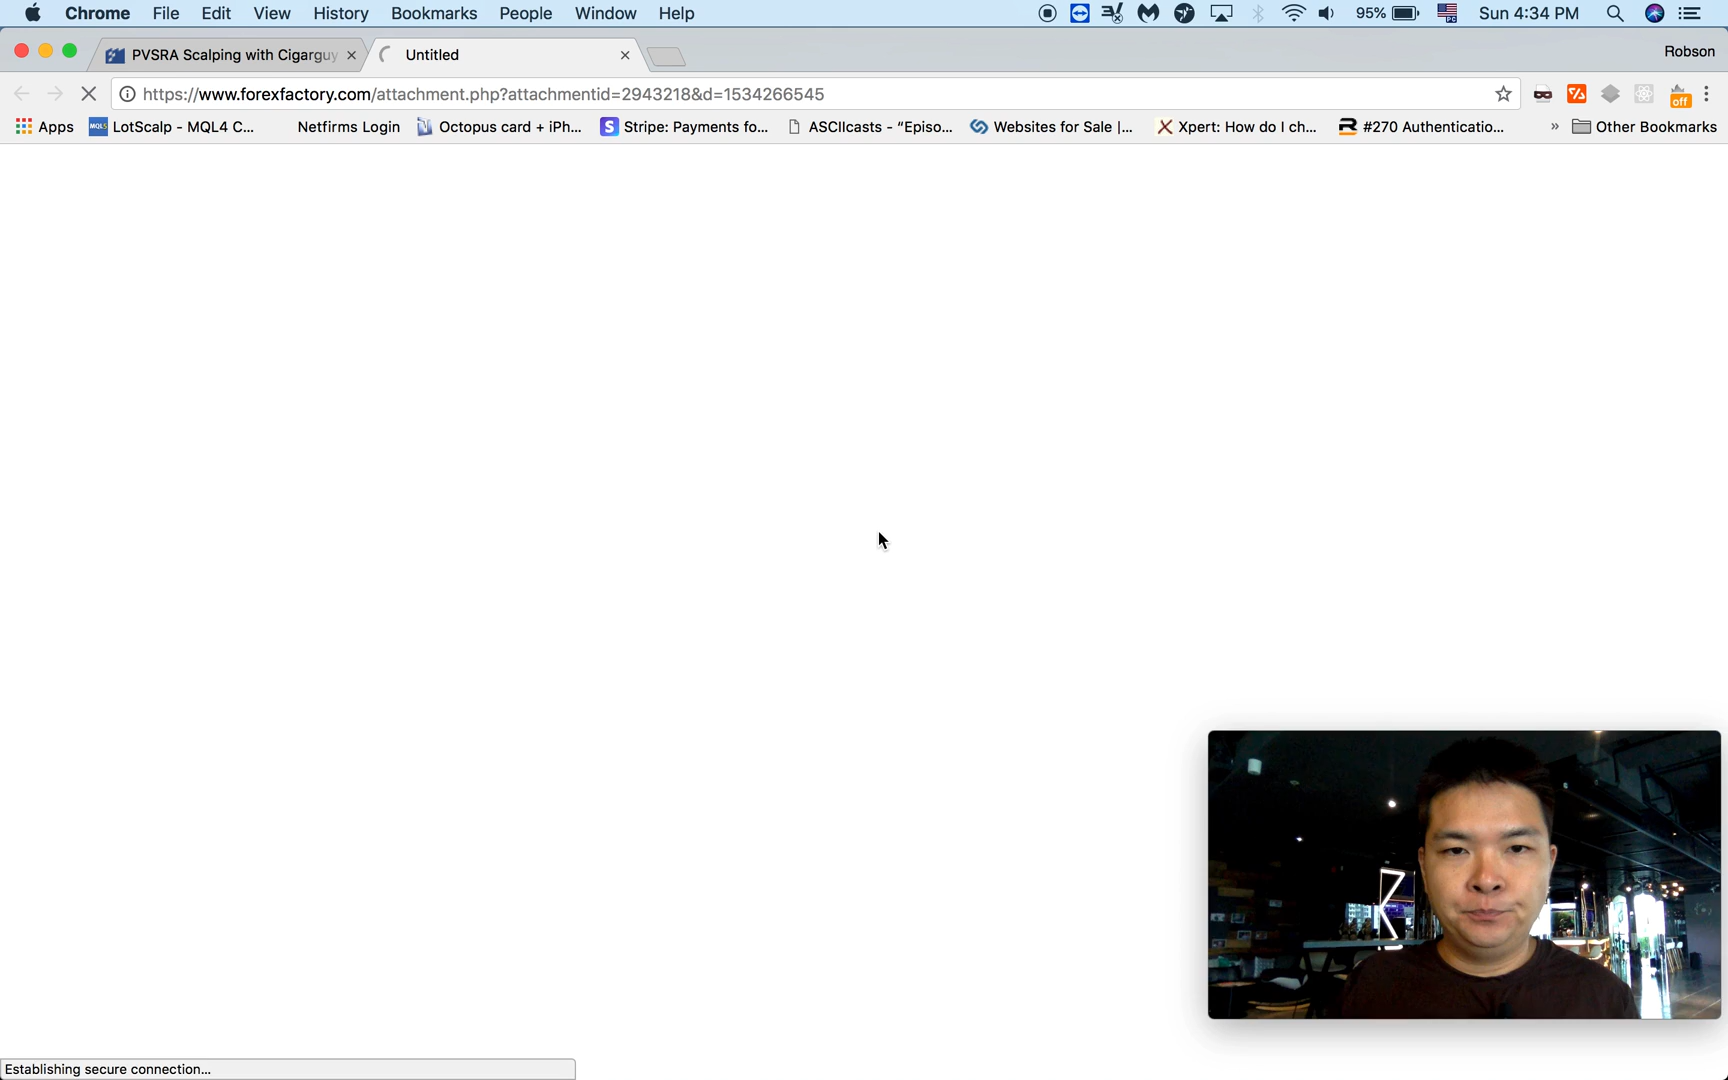 Chrome File Edit View History Bookmarks People Window Help 95% Sun 4:34 PM
PVSRA Scalping with Cigarguy Untitled Robson
https://www.forexfactory.com/attachment.php?attachmentid=2943218&d=1534266545 off
Apps LotScalp - MQL4 C... Netfirms Login Octopus card + iPh... Stripe: Payments fo... ASCIIcasts - “Episo... Websites for Sale |... Xpert: How do I ch... #270 Authenticatio... » Other Bookmarks
Establishing secure connection...